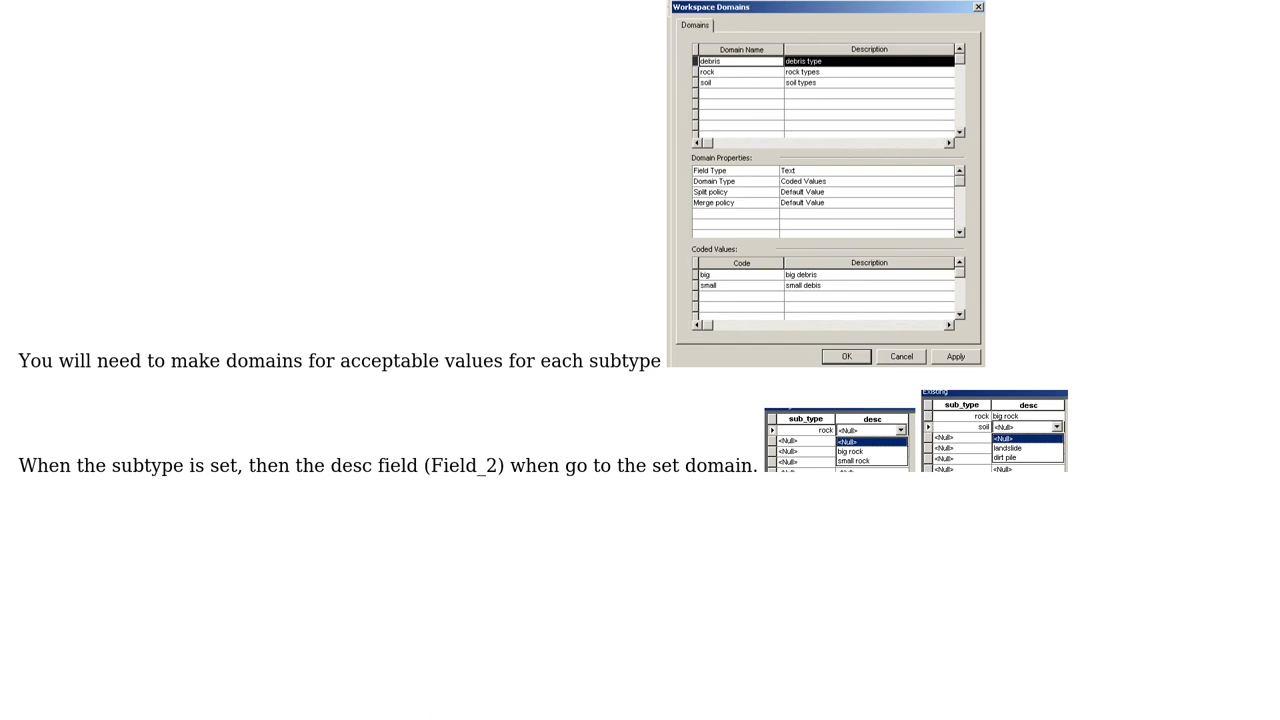 Workspace Domains
Domains
Domain Name Description
debris debris type
rock rock types
soil soil types
Domain Properties:
Field Type Text
Domain Type Coded Values
Split policy Default Value
Merge policy Default Value
Coded Values:
Code Description
big big debris
small small debis
OK Cancel Apply
You will need to make domains for acceptable values for each subtype
sub_type desc
rock <Null>
<Null> <Null>
<Null> big rock
<Null> small rock
Existing
sub_type desc
rock big rock
soil <Null>
<Null> <Null>
<Null> landslide
<Null> dirt pile
<Null> <Null>
When the subtype is set, then the desc field (Field_2) when go to the set domain.